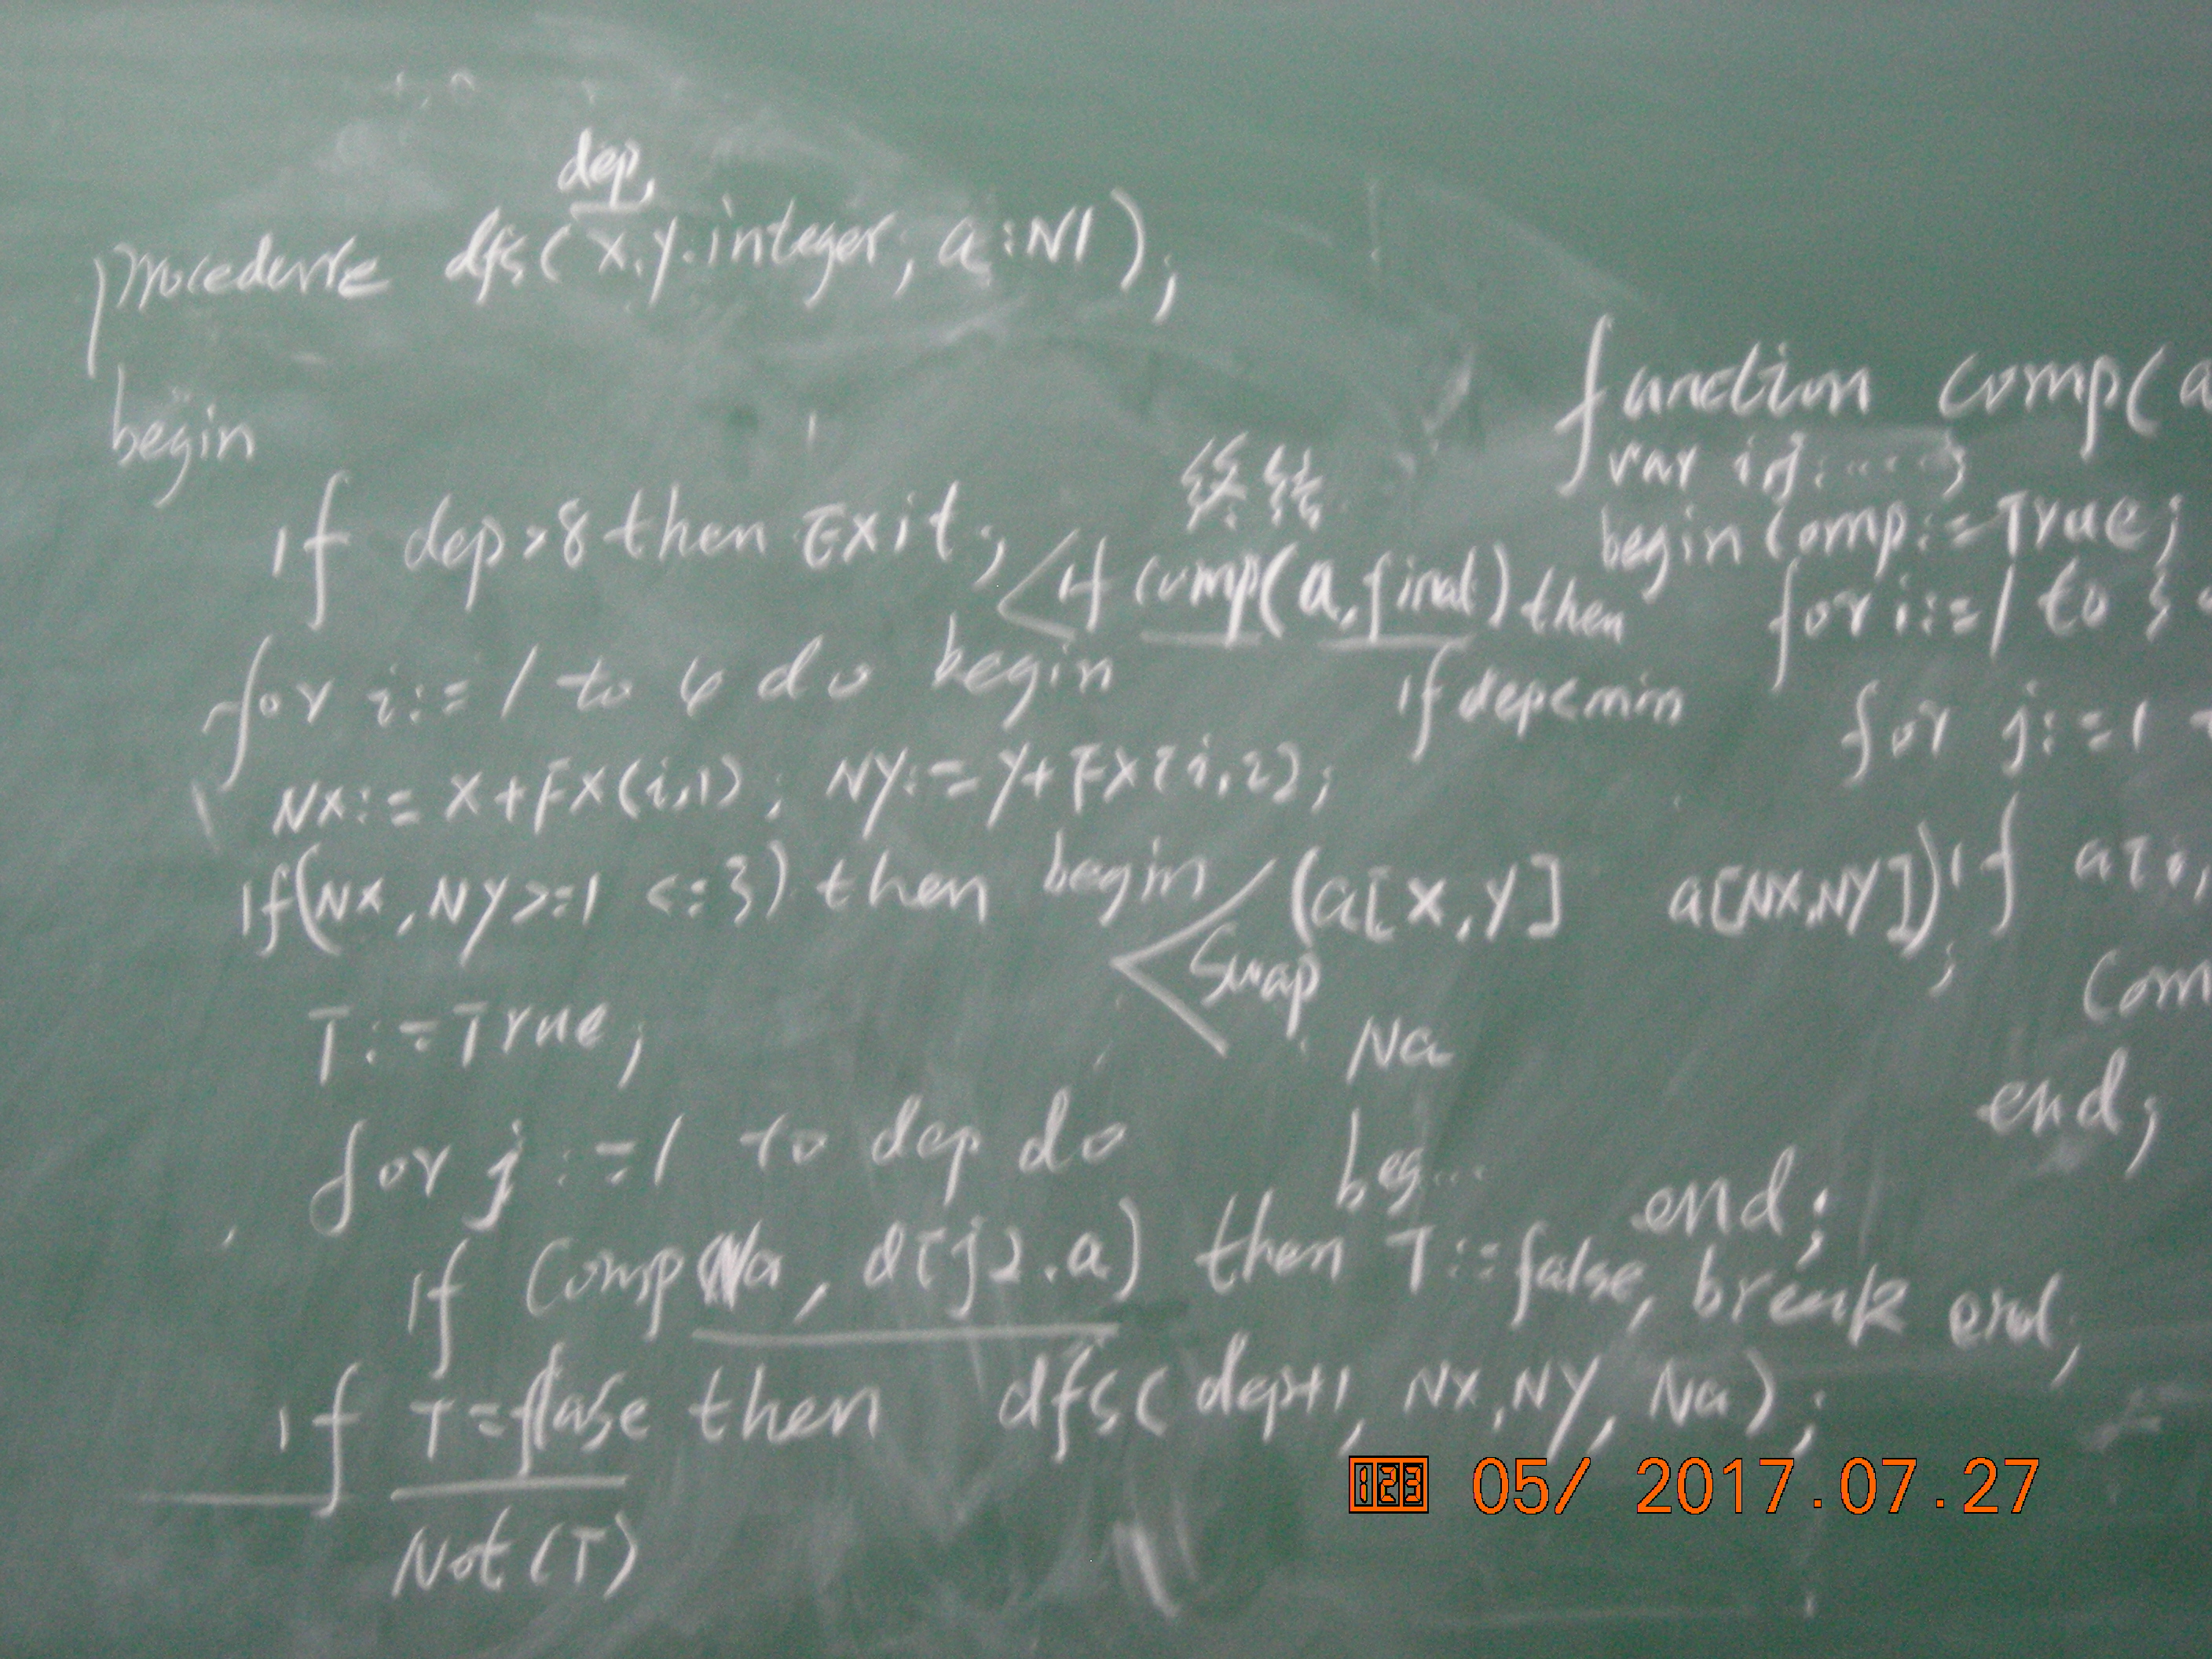 dep,
procedure dfs( x.y.integer, a:N1 );
begin
if dep>8 then Exit;
终结
if comp(a,final) then
if dep<min
for i:=1 to 4 do begin
Nx:=x+Fx(i,1); NY:=y+Fx[i,2];
if(Nx,NY>=1 <=3) then begin
(a[x,y] a[NX,NY]);
Swap
Na
T:=True;
for j:=1 to dep do
beg...
end;
if Comp(Na, d[j].a) then T:=false, break end,
if T=flase then dfs( dep+1, NX,NY, Na);
Not(T)
function comp(a
var ij:....;
begin Comp:=True;
for i:=1 to 3
for j:=1
if a[i,
Com
end;
05/ 2017.07.27